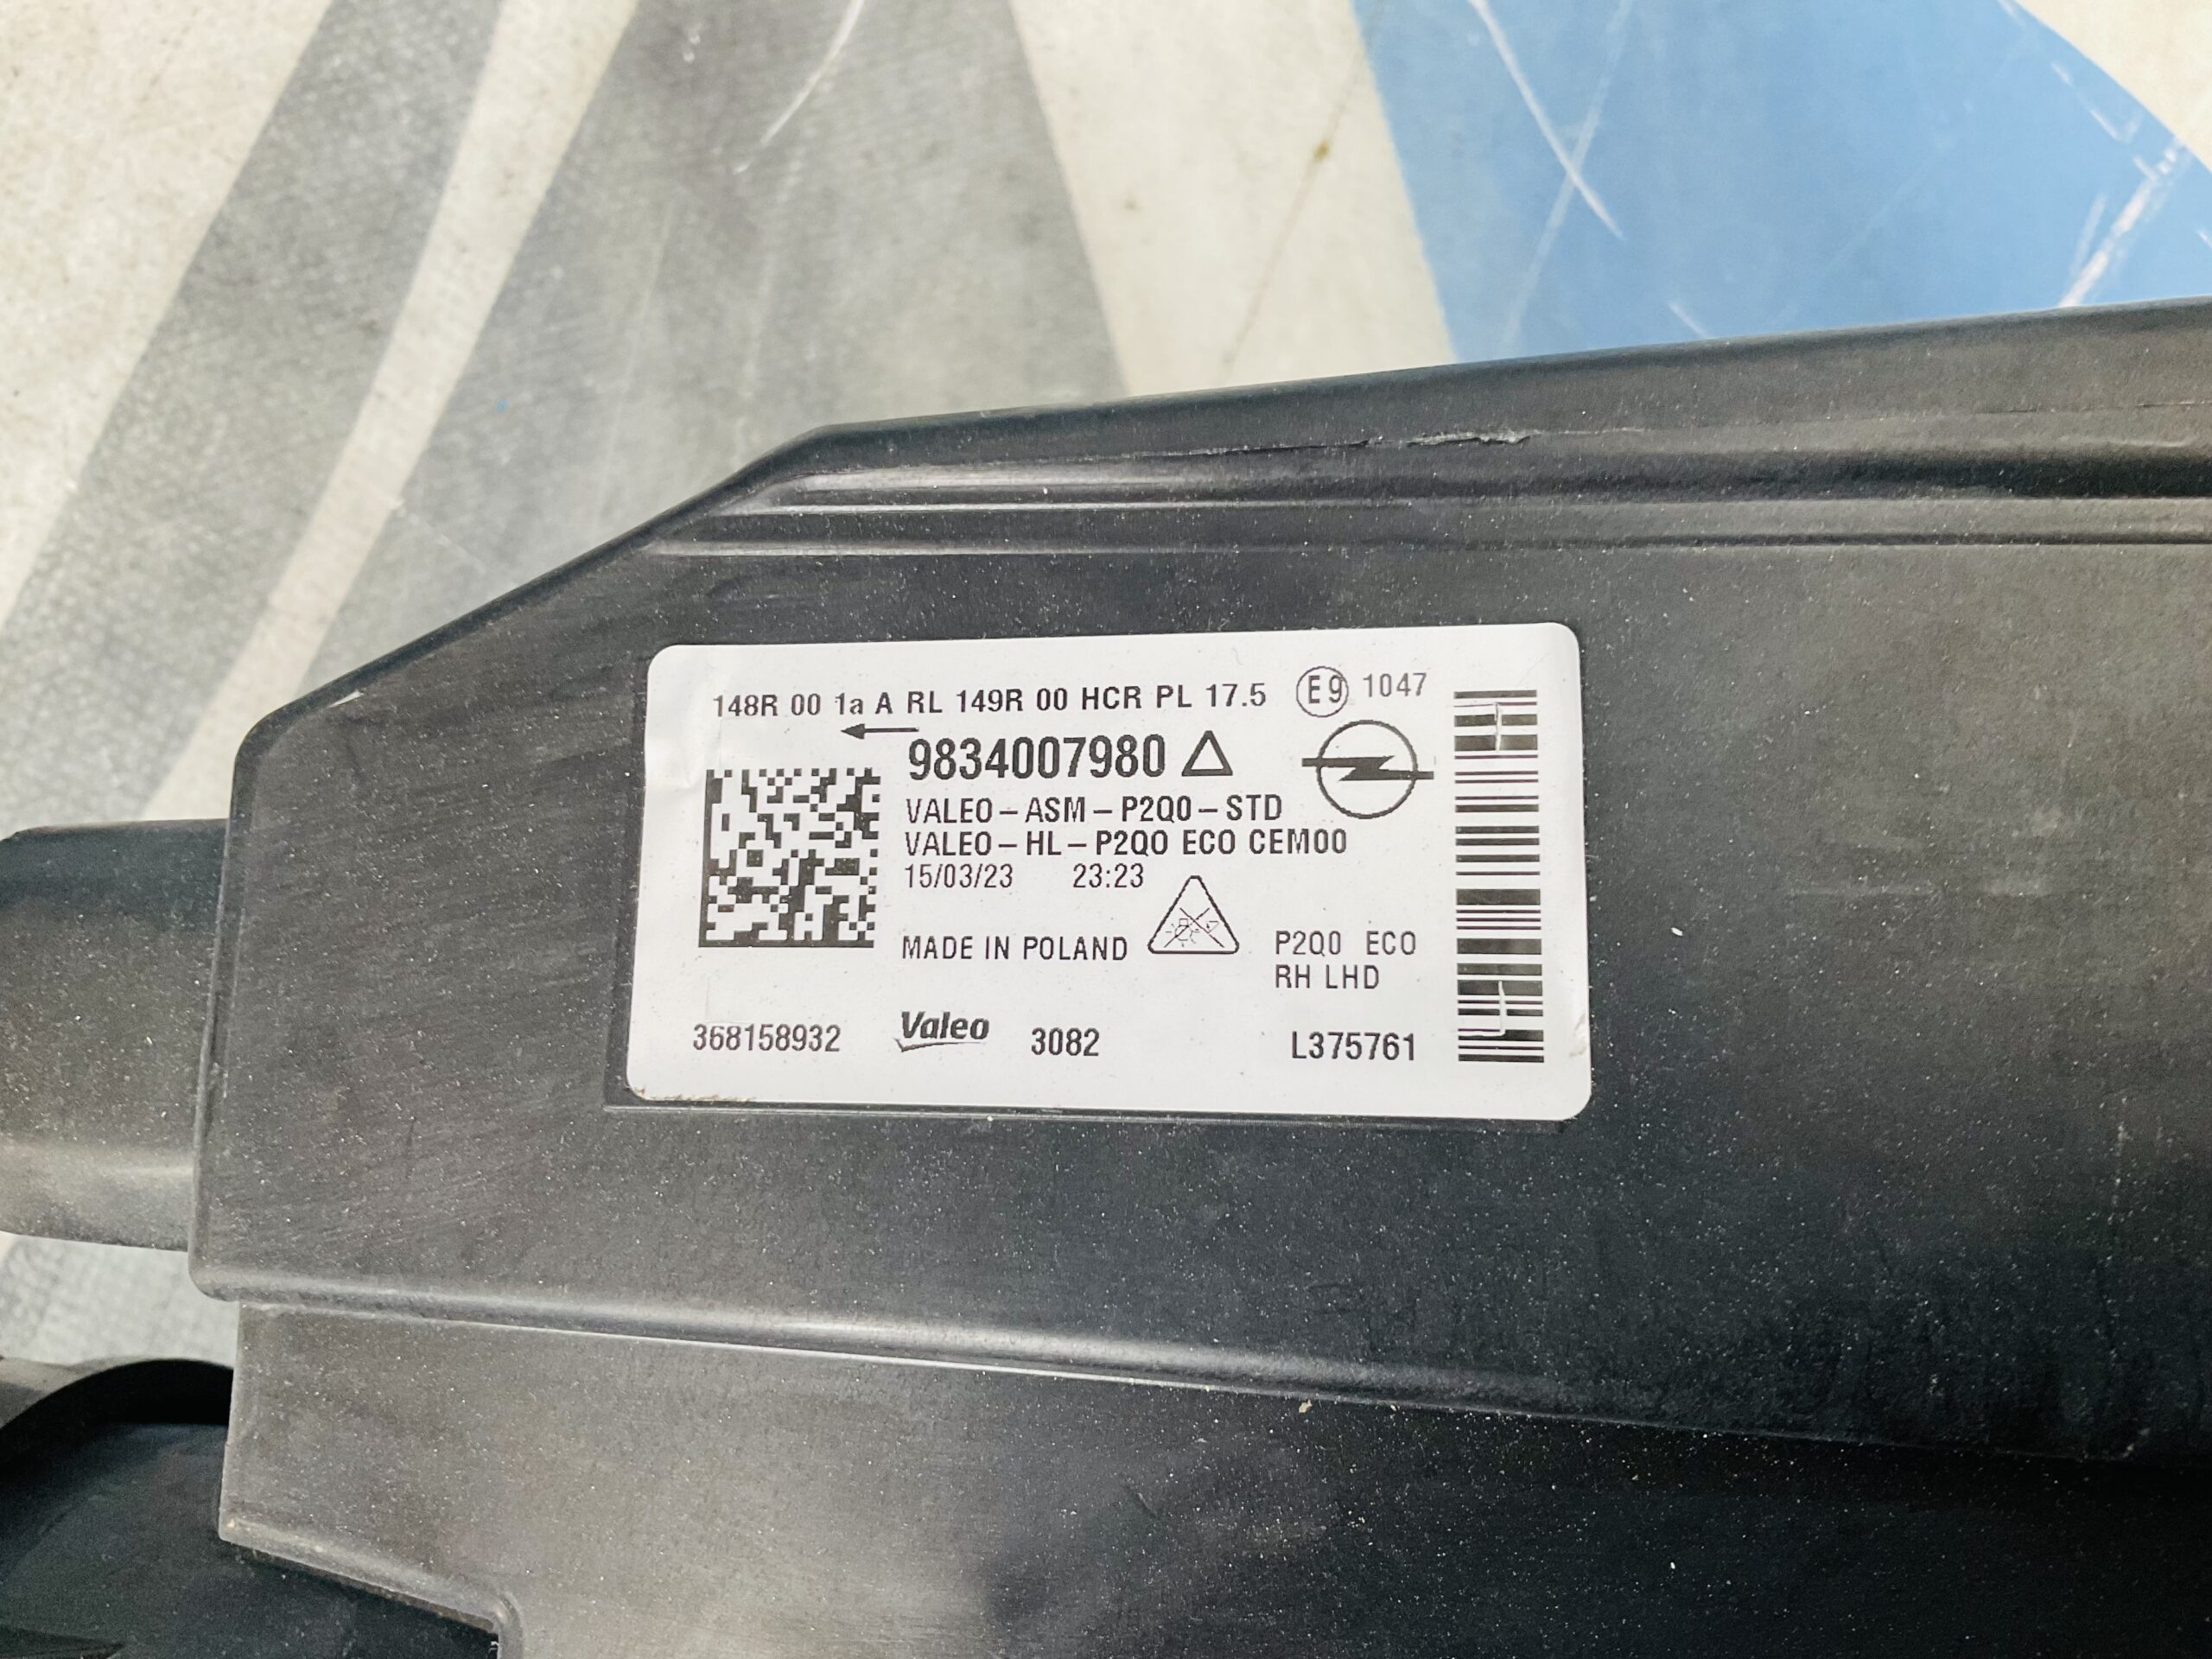 148R 00 1a A RL 149R 00 HCR PL 17.5 E9 1047
9834007980
VALEO-ASM-P2Q0-STD
VALEO-HL-P2Q0 ECO CEM00
15/03/23 23:23
MADE IN POLAND
P2Q0 ECO
RH LHD
368158932 Valeo 3082 L375761